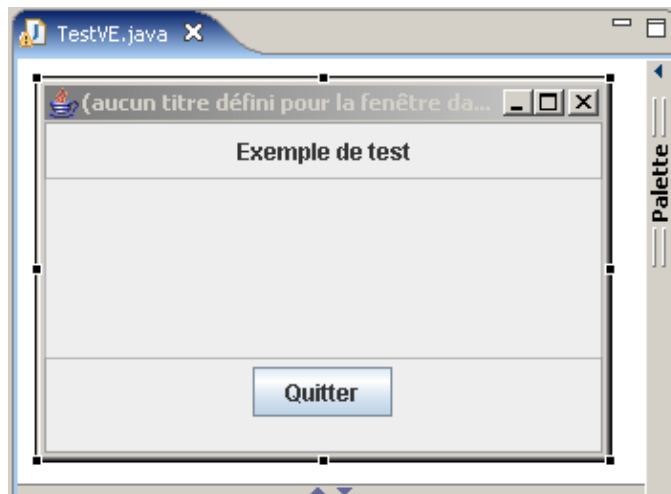 TestVE.java
(aucun titre défini pour la fenêtre da...
Exemple de test
Quitter
Palette